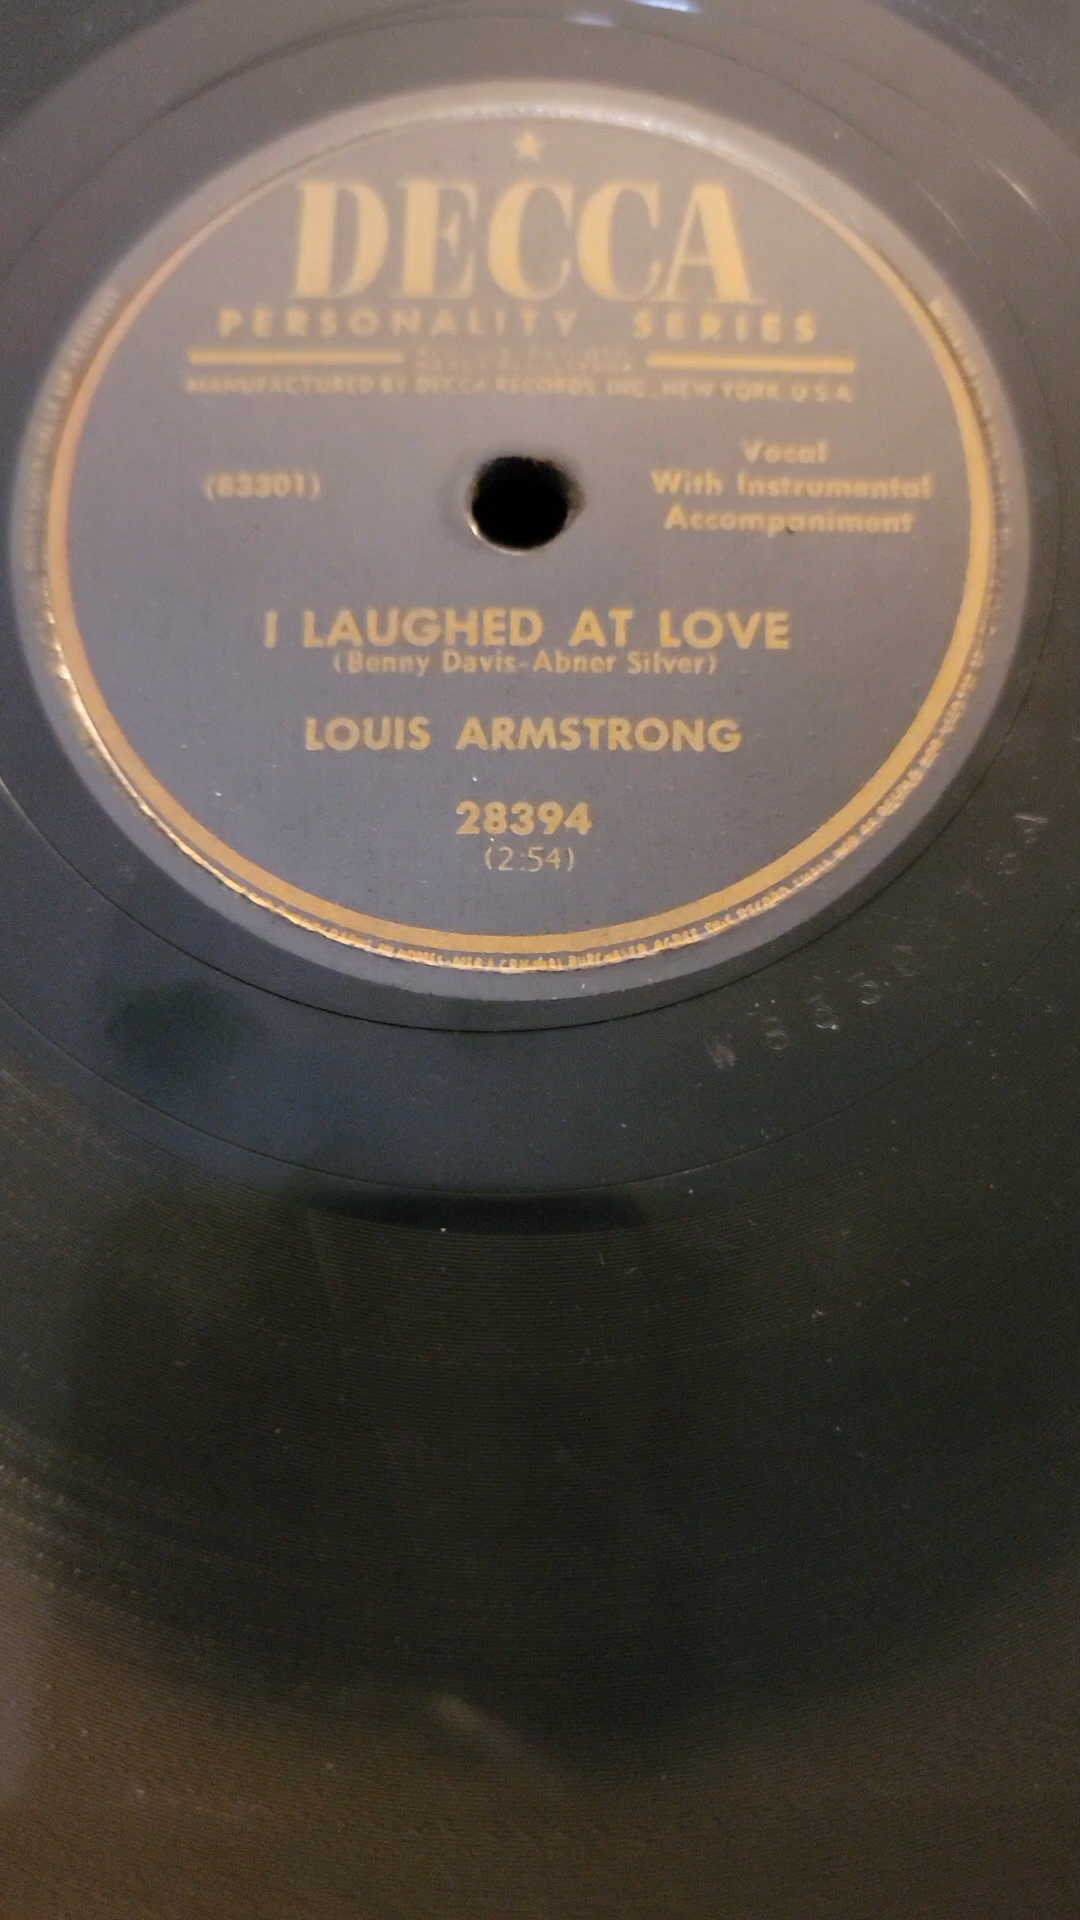 DECCA
PERSONALITY SERIES
MANUFACTURED BY DECCA RECORDS, INC., NEW YORK, U S A
(83301)
Vocal
With Instrumental
Accompaniment
I LAUGHED AT LOVE
(Benny Davis-Abner Silver)
LOUIS ARMSTRONG
28394
(2:54)